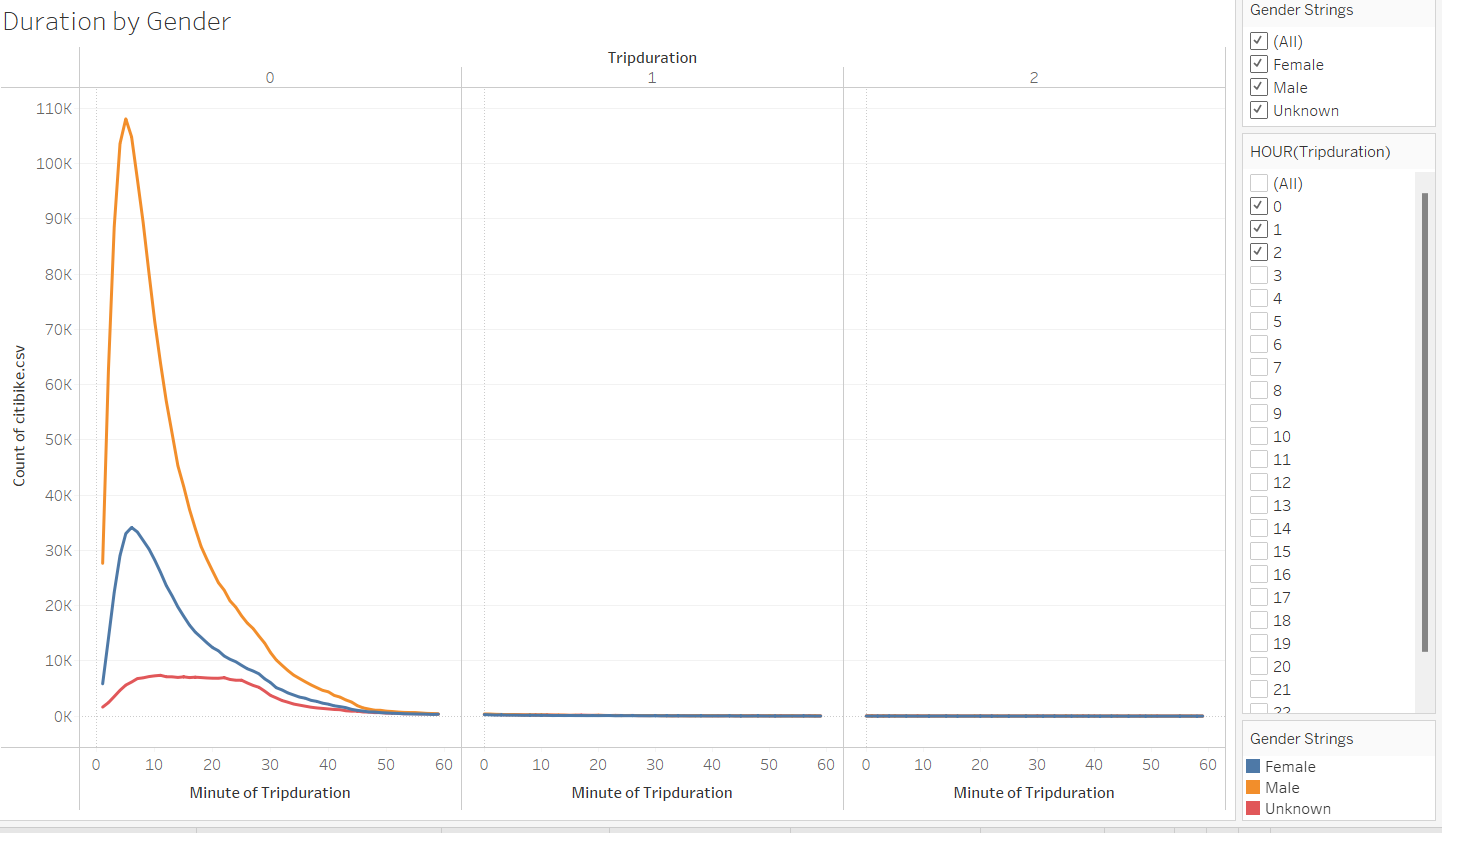 Duration by Gender
Tripduration
0 1 2
110K
100K
90K
80K
70K
60K
50K
40K
30K
20K
10K
0K
Count of citibike.csv
0 10 20 30 40 50 60 0 10 20 30 40 50 60 0 10 20 30 40 50 60
Minute of Tripduration Minute of Tripduration Minute of Tripduration
Gender Strings
(All)
Female
Male
Unknown
HOUR(Tripduration)
(All)
0
1
2
3
4
5
6
7
8
9
10
11
12
13
14
15
16
17
18
19
20
21
22
Gender Strings
Female
Male
Unknown